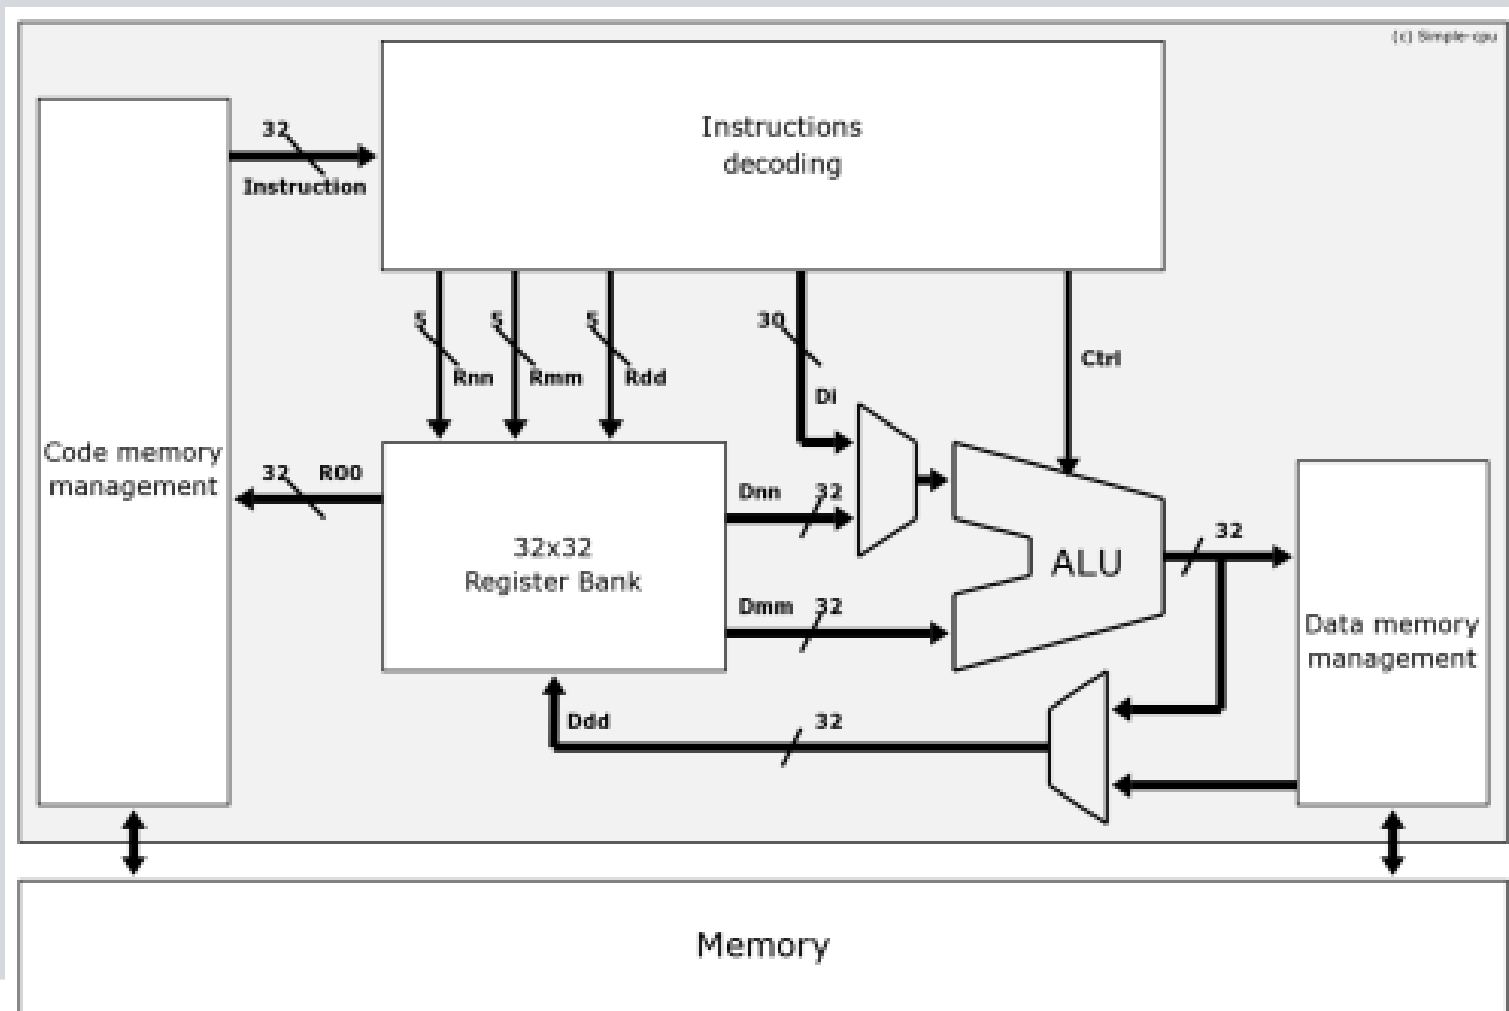 (c) Simple-cpu
32
Instruction
Instructions
decoding
5
Rnn
5
Rmm
5
Rdd
30
Di
Ctrl
Code memory
management
32
R00
32x32
Register Bank
Dnn
32
Dmm
32
ALU
32
Data memory
management
Ddd
32
Memory